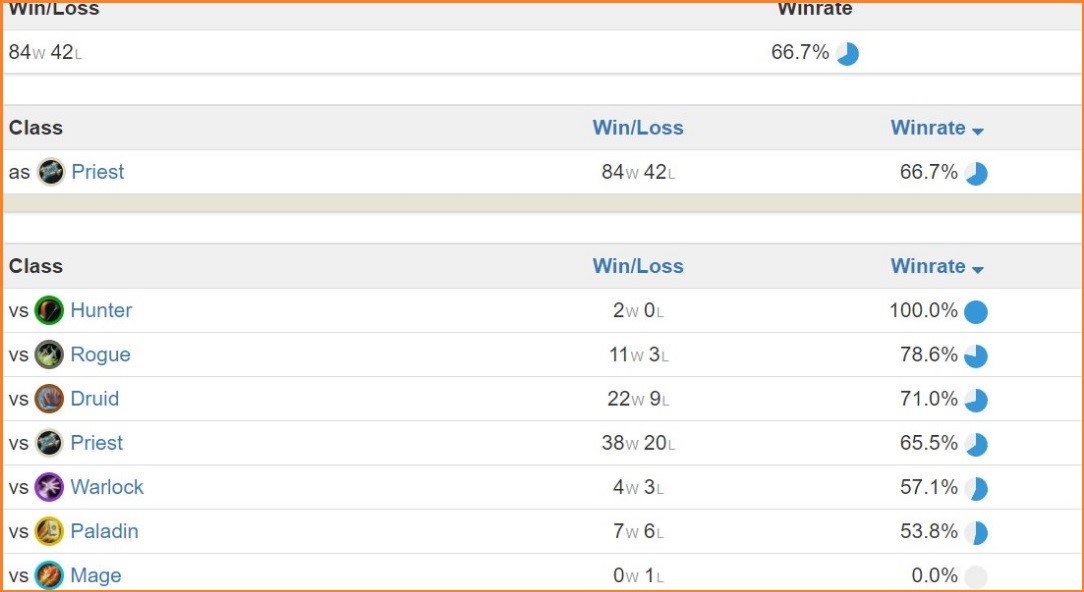 Win/Loss Winrate
84W 42L 66.7%
Class Win/Loss Winrate
as Priest 84W 42L 66.7%
Class Win/Loss Winrate
vs Hunter 2W 0L 100.0%
vs Rogue 11W 3L 78.6%
vs Druid 22W 9L 71.0%
vs Priest 38W 20L 65.5%
vs Warlock 4W 3L 57.1%
vs Paladin 7W 6L 53.8%
vs Mage 0W 1L 0.0%